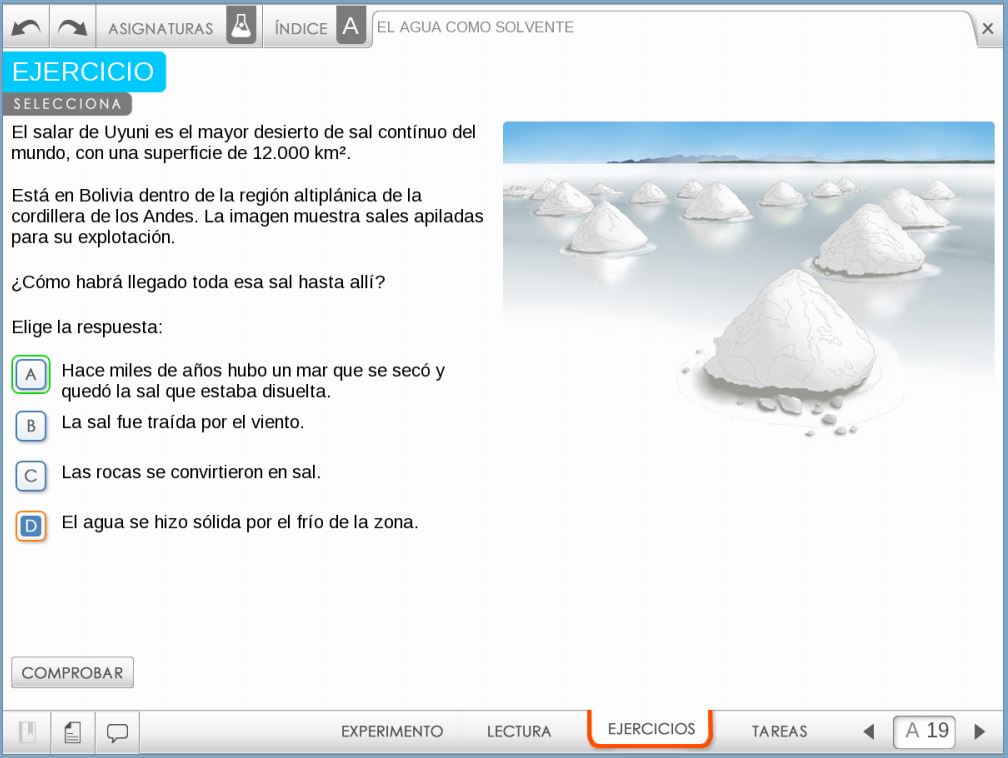 ASIGNATURAS
ÍNDICE
A
EL AGUA COMO SOLVENTE
×
EJERCICIO
SELECCIONA
El salar de Uyuni es el mayor desierto de sal contínuo del
mundo, con una superficie de 12.000 km².
Está en Bolivia dentro de la región altiplánica de la
cordillera de los Andes. La imagen muestra sales apiladas
para su explotación.
¿Cómo habrá llegado toda esa sal hasta allí?
Elige la respuesta:
A Hace miles de años hubo un mar que se secó y
quedó la sal que estaba disuelta.
B La sal fue traída por el viento.
C Las rocas se convirtieron en sal.
D El agua se hizo sólida por el frío de la zona.
COMPROBAR
EXPERIMENTO
LECTURA
EJERCICIOS
TAREAS
A 19